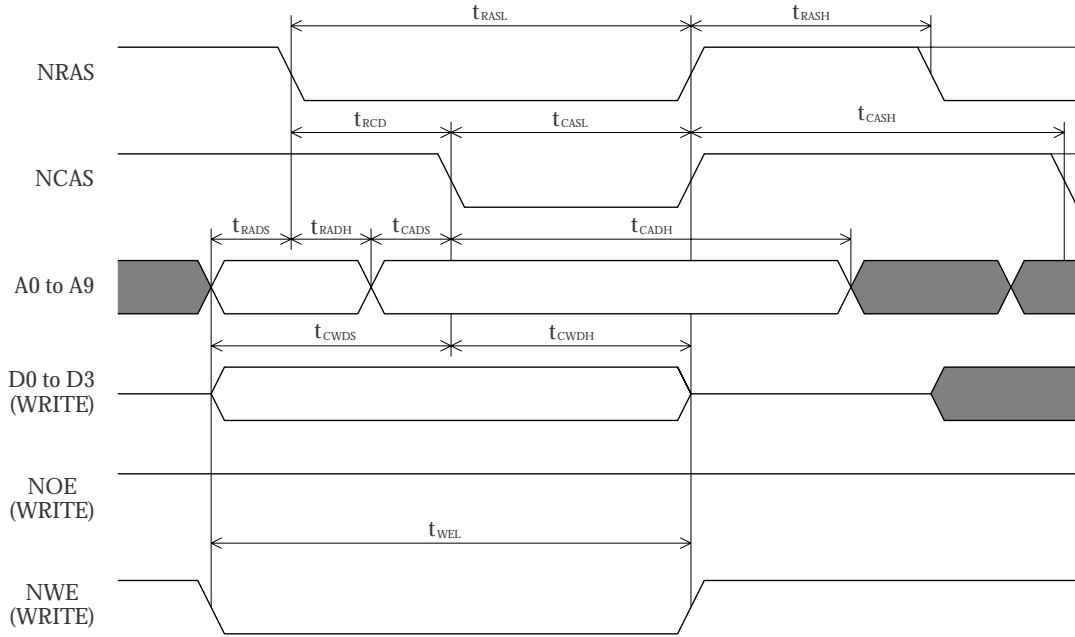 tRASL tRASH
NRAS
tRCD tCASL tCASH
NCAS
tRADS tRADH tCADS tCADH
A0 to A9
tCWDS tCWDH
D0 to D3
(WRITE)
NOE
(WRITE)
tWEL
NWE
(WRITE)